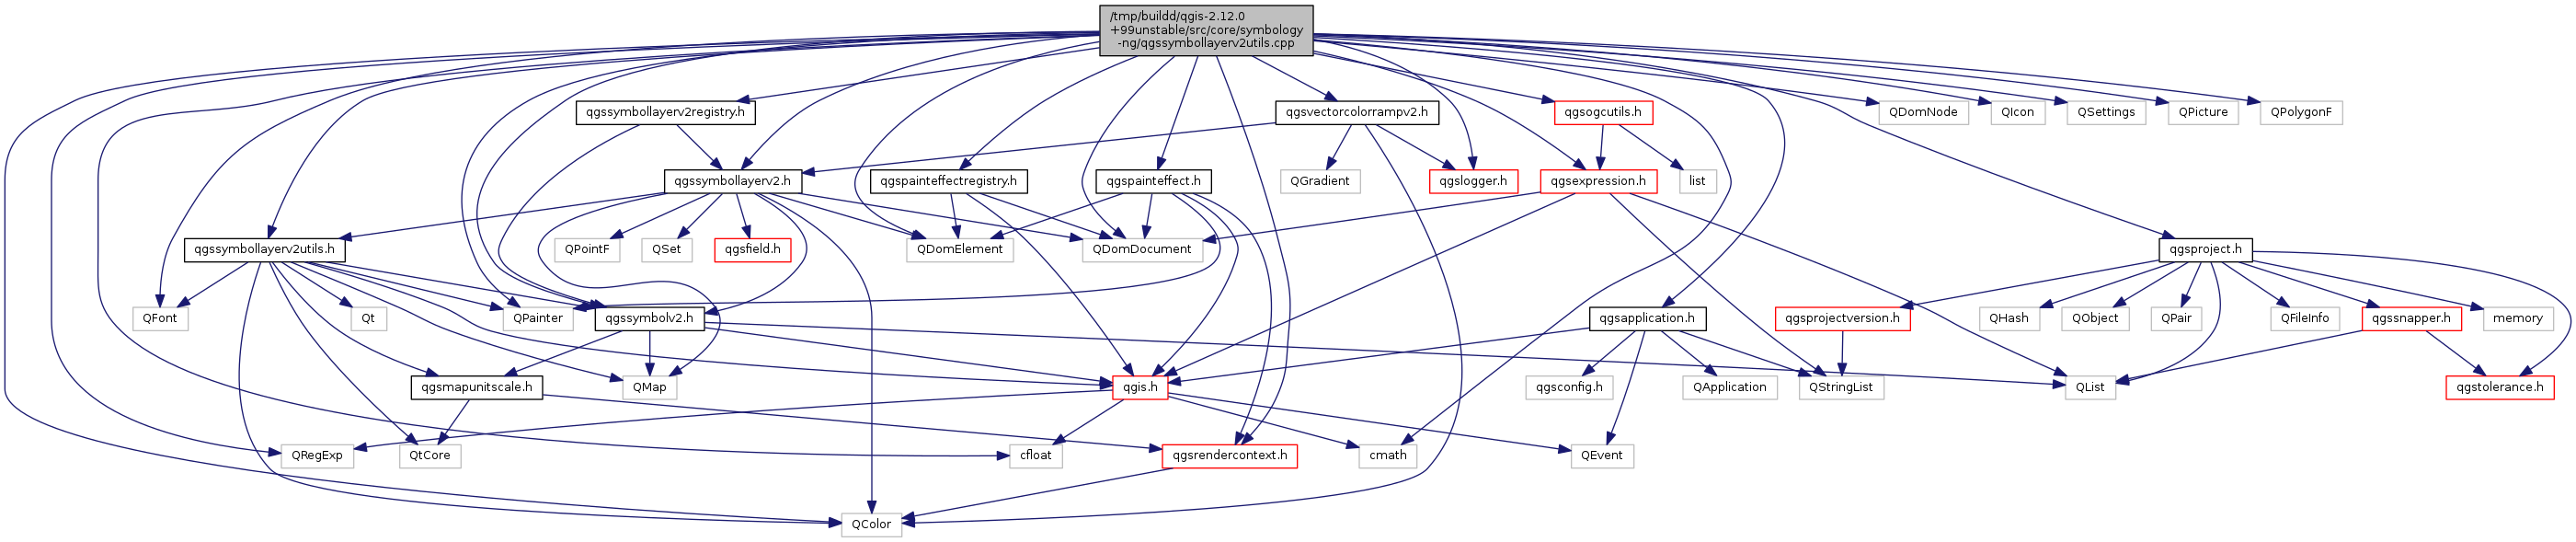 /tmp/buildd/qgis-2.12.0
+99unstable/src/core/symbology
-ng/qgssymbollayerv2utils.cpp
qgssymbollayerv2registry.h
qgsvectorcolorrampv2.h
qgsogcutils.h
QDomNode
QIcon
QSettings
QPicture
QPolygonF
qgssymbollayerv2.h
qgspainteffectregistry.h
qgspainteffect.h
QGradient
qgslogger.h
qgsexpression.h
list
qgssymbollayerv2utils.h
QPointF
QSet
qgsfield.h
QDomElement
QDomDocument
qgsproject.h
QFont
Qt
QPainter
qgssymbolv2.h
qgsapplication.h
qgsprojectversion.h
QHash
QObject
QPair
QFileInfo
qgssnapper.h
memory
qgsmapunitscale.h
QMap
qgis.h
qgsconfig.h
QApplication
QStringList
QList
qgstolerance.h
QRegExp
QtCore
cfloat
qgsrendercontext.h
cmath
QEvent
QColor